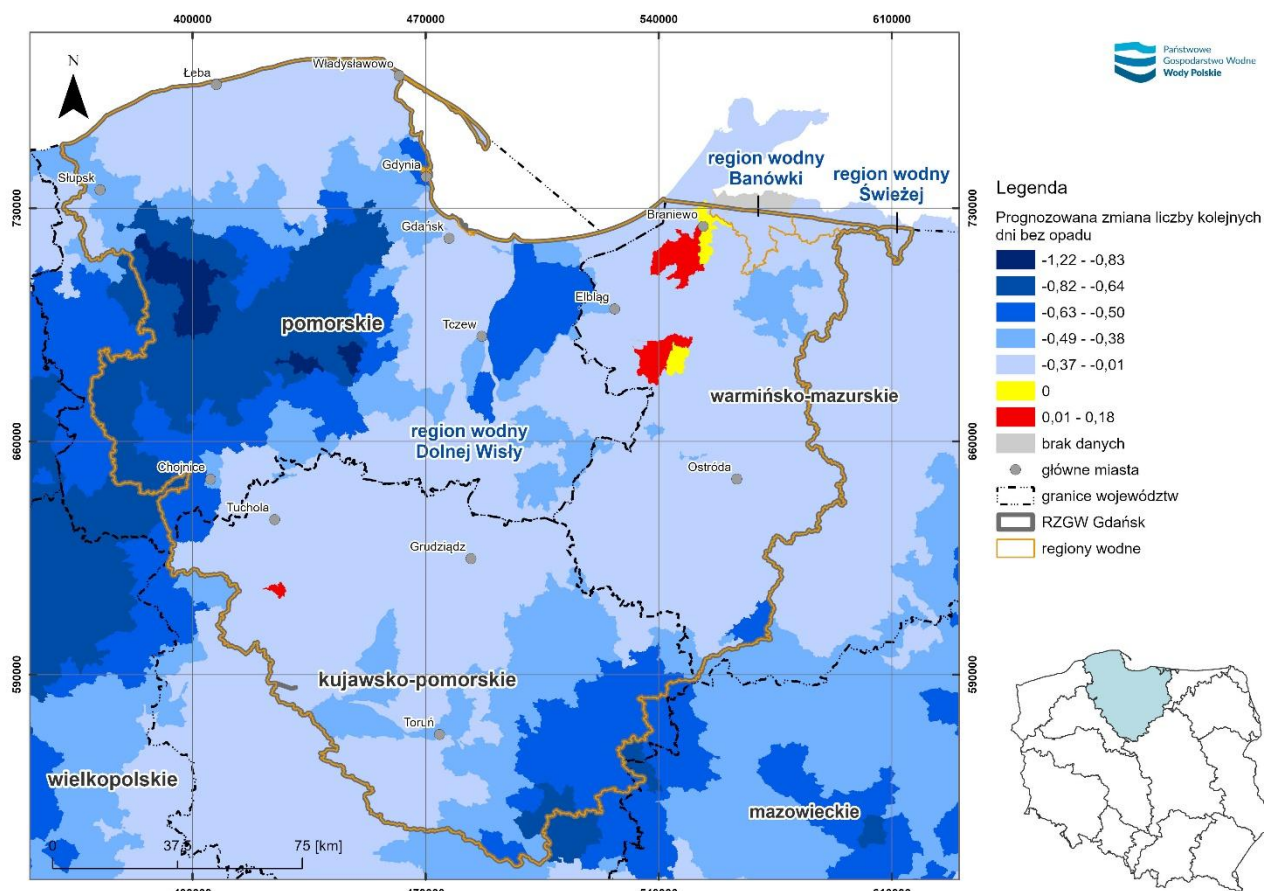 400000
470000
540000
610000
N
Łeba
Władysławowo
Państwowe
Gospodarstwo Wodne
Wody Polskie
region wodny
Banówki
region wodny
Świeżej
Słupsk
Gdynia
730000
730000
Gdańsk
Braniewo
Elbląg
pomorskie
Tczew
warmińsko-mazurskie
region wodny
Dolnej Wisły
660000
660000
Chojnice
Ostróda
Tuchola
Grudziądz
590000
590000
kujawsko-pomorskie
Toruń
wielkopolskie
mazowieckie
0
37,5
75 [km]
400000
470000
540000
610000
Legenda
Prognozowana zmiana liczby kolejnych
dni bez opadu
-1,22 - -0,83
-0,82 - -0,64
-0,63 - -0,50
-0,49 - -0,38
-0,37 - -0,01
0
0,01 - 0,18
brak danych
główne miasta
granice województw
RZGW Gdańsk
regiony wodne